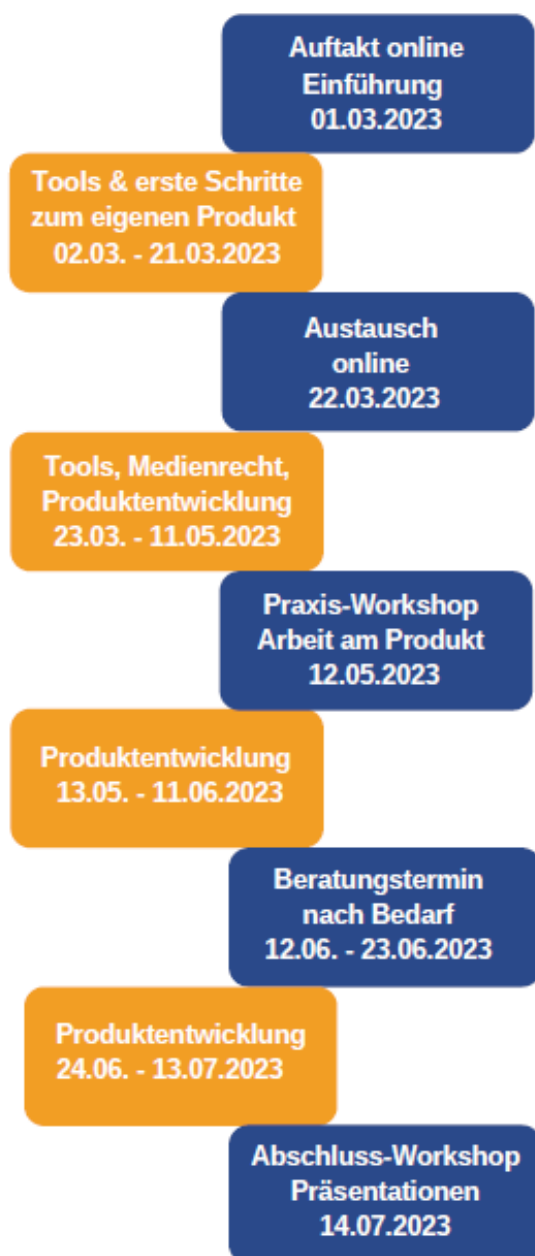 Auftakt online
Einführung
01.03.2023
Tools & erste Schritte
zum eigenen Produkt
02.03. - 21.03.2023
Austausch
online
22.03.2023
Tools, Medienrecht,
Produktentwicklung
23.03. - 11.05.2023
Praxis-Workshop
Arbeit am Produkt
12.05.2023
Produktentwicklung
13.05. - 11.06.2023
Beratungstermin
nach Bedarf
12.06. - 23.06.2023
Produktentwicklung
24.06. - 13.07.2023
Abschluss-Workshop
Präsentationen
14.07.2023